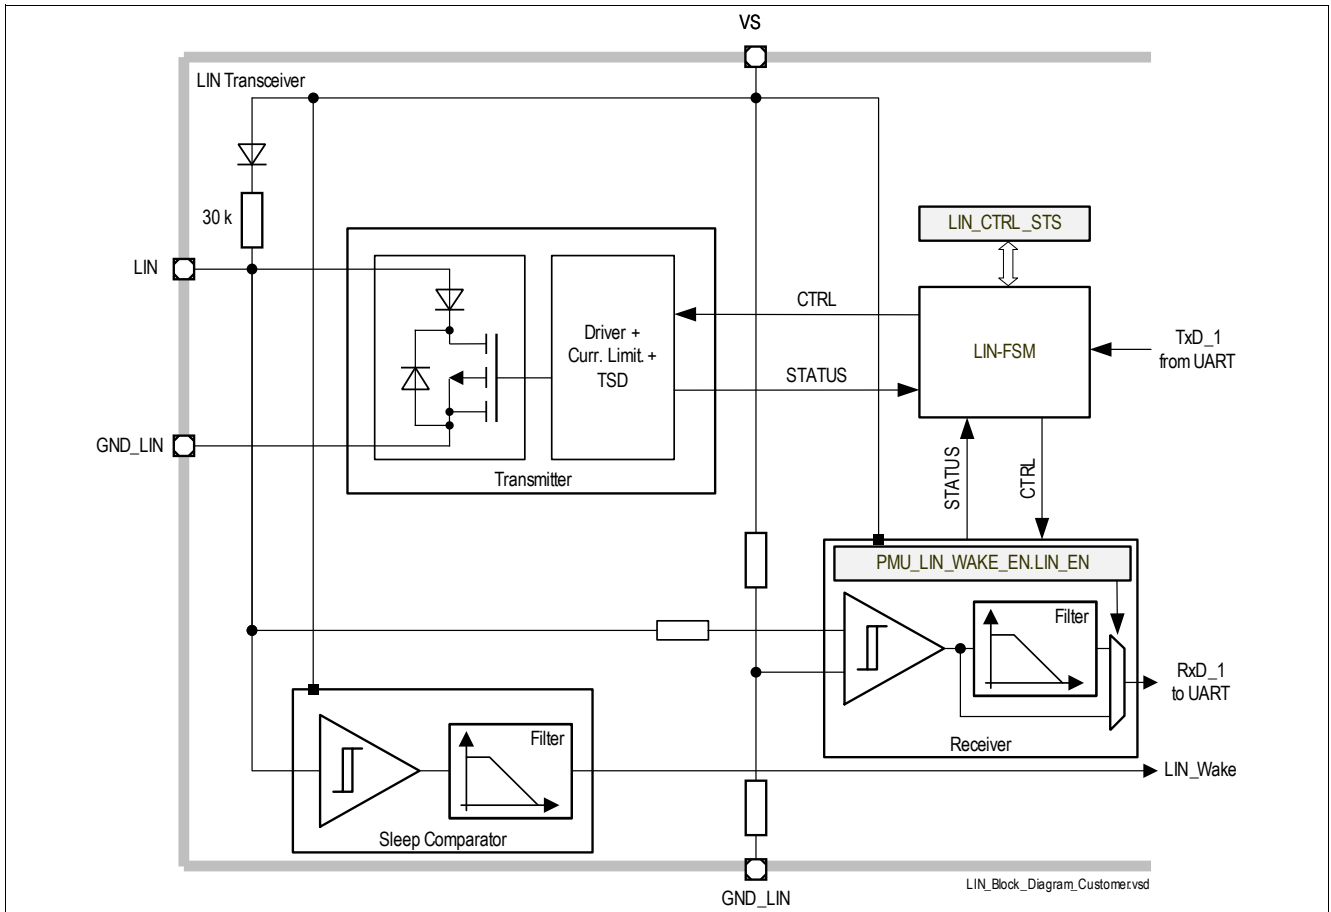 VS
LIN Transceiver
30 k
LIN
GND_LIN
Driver +
Curr. Limit. +
TSD
Transmitter
CTRL
STATUS
LIN_CTRL_STS
LIN-FSM
TxD_1
from UART
STATUS
CTRL
PMU_LIN_WAKE_EN.LIN_EN
Filter
Receiver
RxD_1
to UART
Filter
Sleep Comparator
LIN_Wake
GND_LIN
LIN_Block_Diagram_Customer.vsd